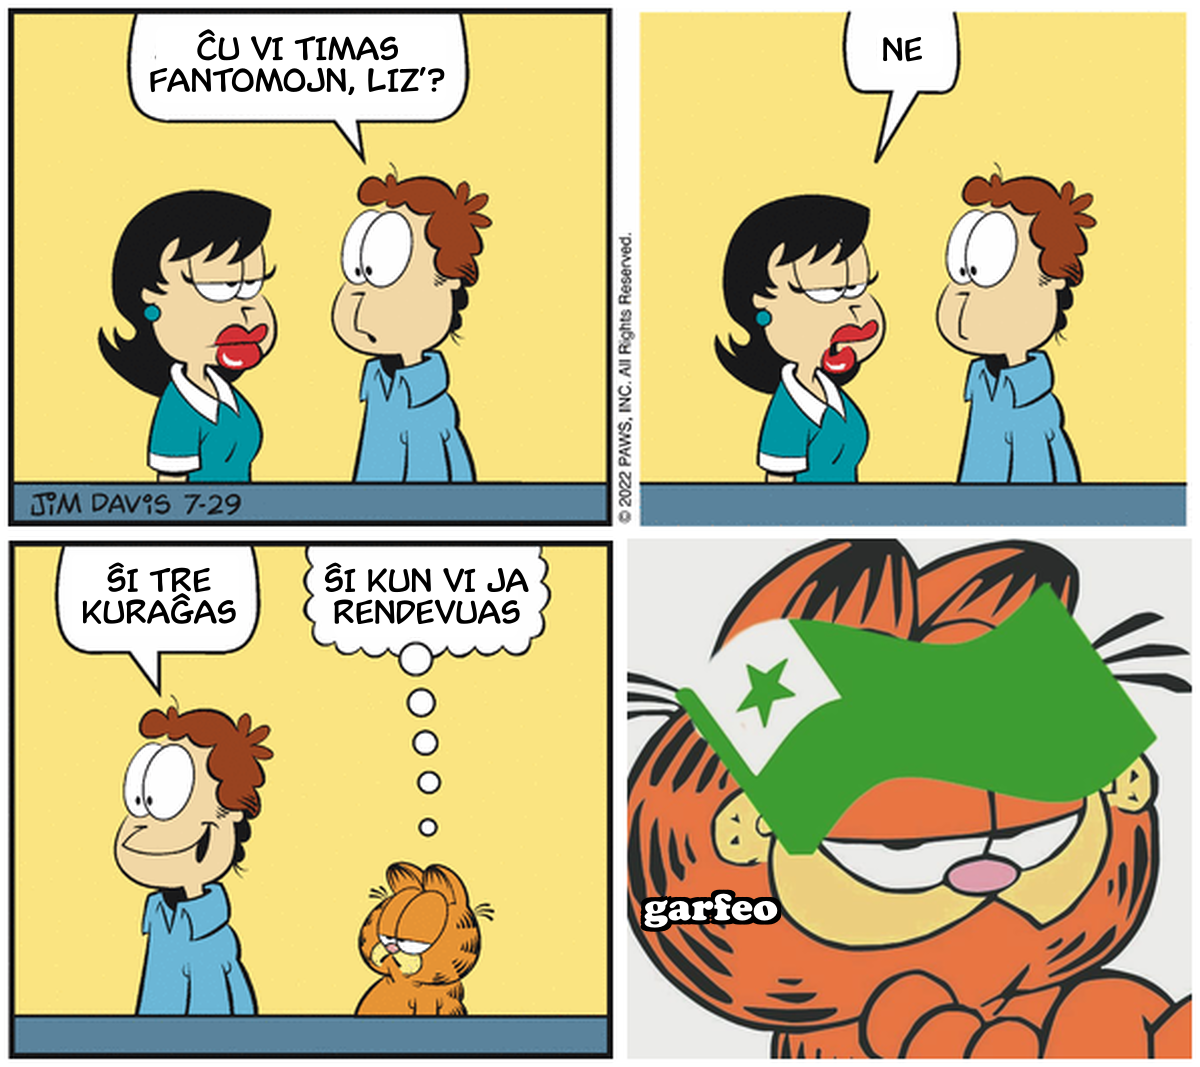 ĈU VI TIMAS
FANTOMOJN, LIZ'?
NE
JIM DAVIS 7-29
© 2022 PAWS, INC. All Rights Reserved.
ŜI TRE
KURAĜAS
ŜI KUN VI JA
RENDEVUAS
garfeo